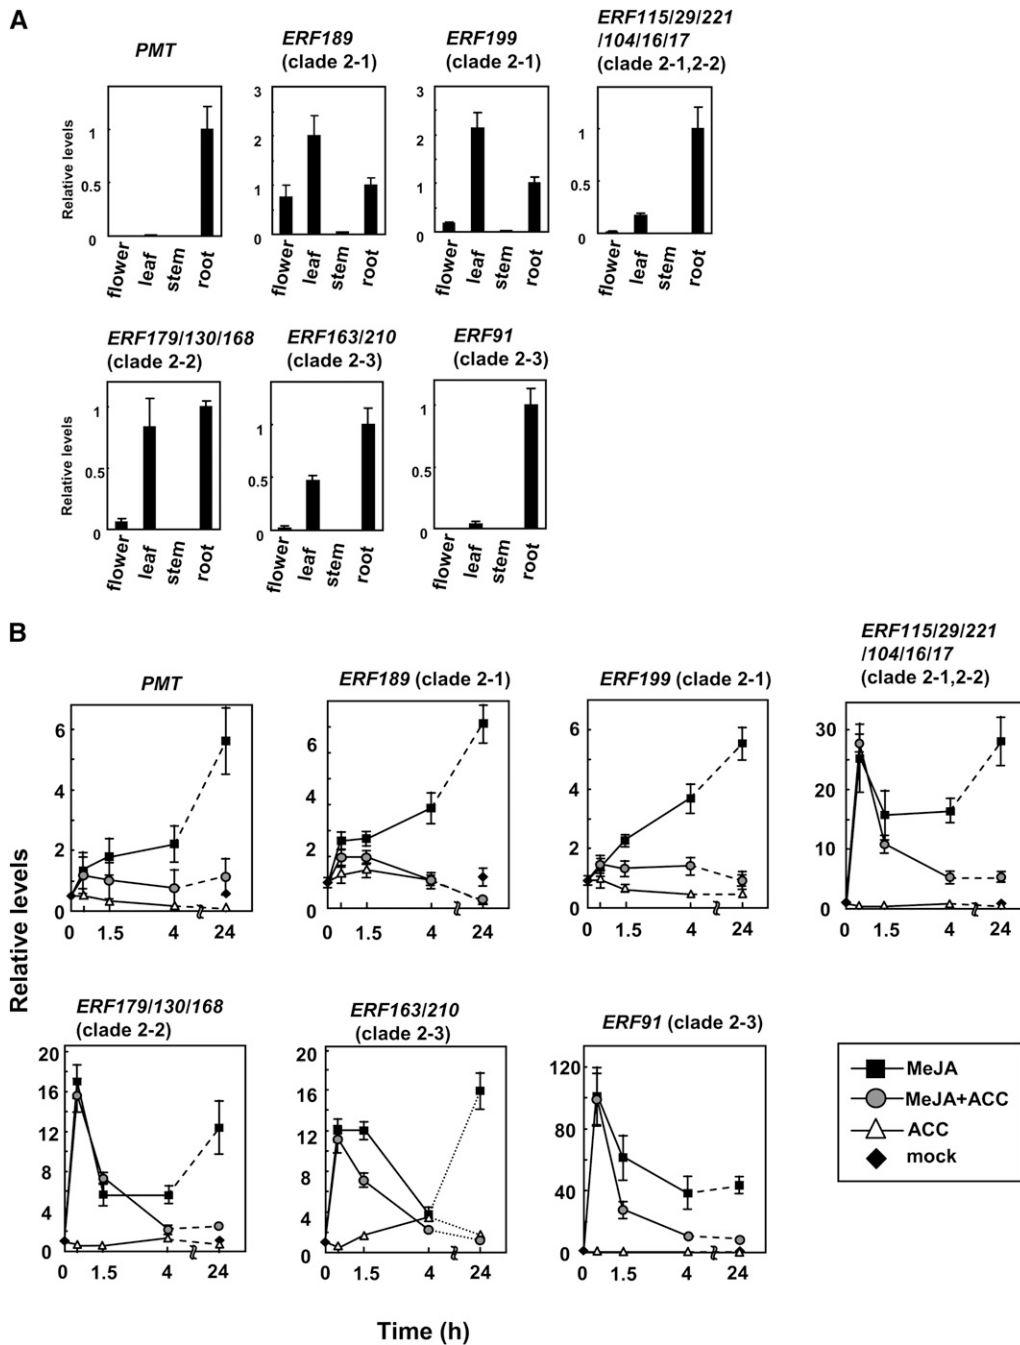 A
PMT
ERF189
(clade 2-1)
ERF199
(clade 2-1)
ERF115/29/221
/104/16/17
(clade 2-1,2-2)
Relative levels
1
0.5
0
flower
leaf
stem
root
3
2
1
0
flower
leaf
stem
root
3
2
1
0
flower
leaf
stem
root
1
0.5
0
flower
leaf
stem
root
ERF179/130/168
(clade 2-2)
ERF163/210
(clade 2-3)
ERF91
(clade 2-3)
Relative levels
1
0.5
0
flower
leaf
stem
root
1
0.5
0
flower
leaf
stem
root
1
0.5
0
flower
leaf
stem
root
B
Relative levels
PMT
6
4
2
0
0 1.5 4 24
ERF189 (clade 2-1)
6
4
2
0
0 1.5 4 24
ERF199 (clade 2-1)
6
4
2
0
0 1.5 4 24
ERF115/29/221
/104/16/17
(clade 2-1,2-2)
30
20
10
0
0 1.5 4 24
ERF179/130/168
(clade 2-2)
20
16
12
8
4
0
0 1.5 4 24
ERF163/210
(clade 2-3)
20
16
12
8
4
0
0 1.5 4 24
ERF91 (clade 2-3)
120
80
40
0
0 1.5 4 24
MeJA
MeJA+ACC
ACC
mock
Time (h)